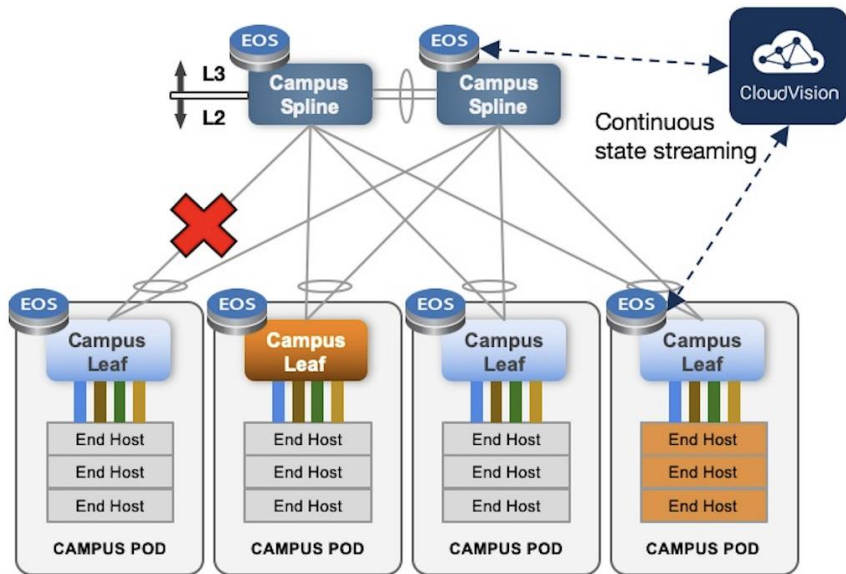 EOS
EOS
Campus
Spline
Campus
Spline
CloudVision
L3
L2
Continuous
state streaming
EOS
EOS
EOS
EOS
Campus
Leaf
Campus
Leaf
Campus
Leaf
Campus
Leaf
End Host
End Host
End Host
End Host
End Host
End Host
End Host
End Host
End Host
End Host
End Host
End Host
CAMPUS POD
CAMPUS POD
CAMPUS POD
CAMPUS POD